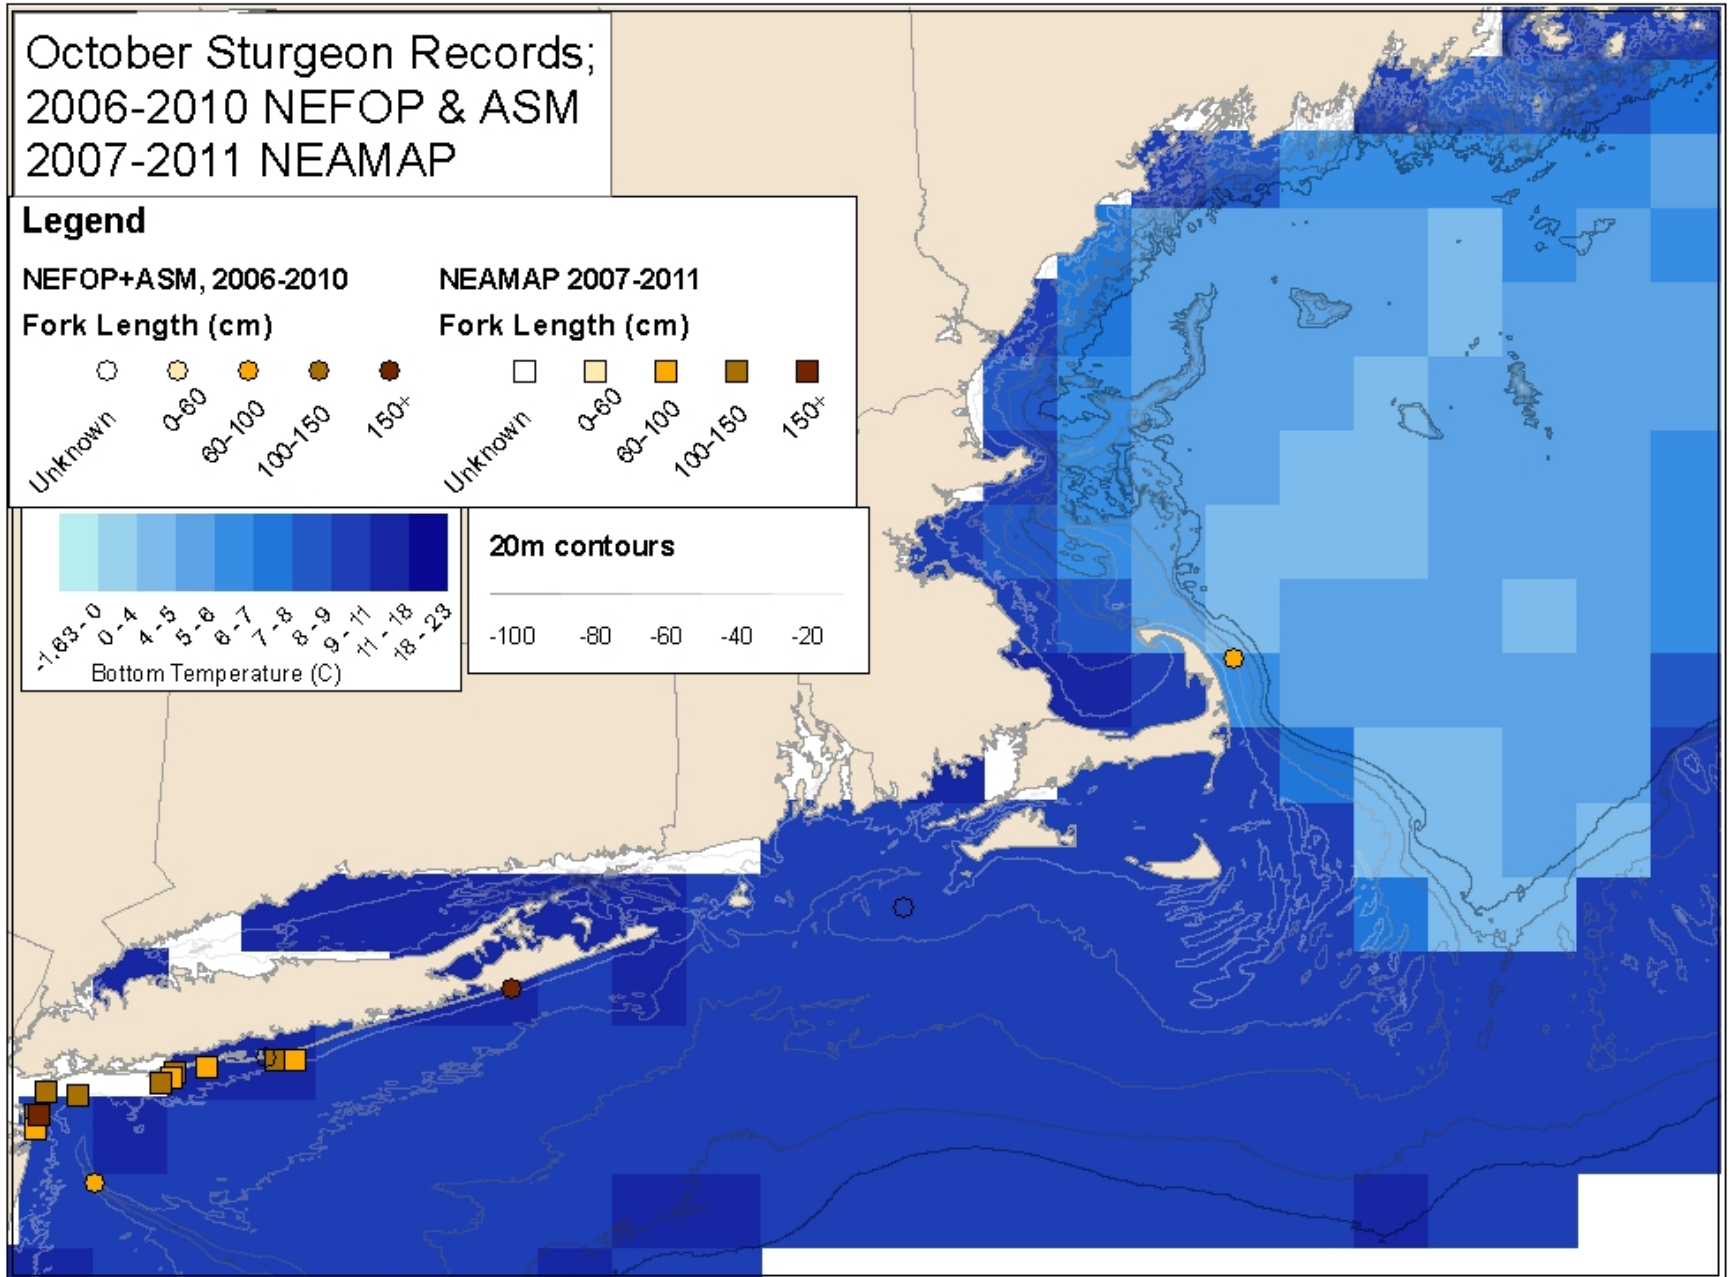 October Sturgeon Records;
2006-2010 NEFOP & ASM
2007-2011 NEAMAP
Legend
NEFOP+ASM, 2006-2010
Fork Length (cm)
Unknown
0-60
60-100
100-150
150+
NEAMAP 2007-2011
Fork Length (cm)
Unknown
0-60
60-100
100-150
150+
-1.63 - 0
0 - 4
4 - 5
5 - 6
6 - 7
7 - 8
8 - 9
9 - 11
11 - 18
18 - 23
Bottom Temperature (C)
20m contours
-100 -80 -60 -40 -20